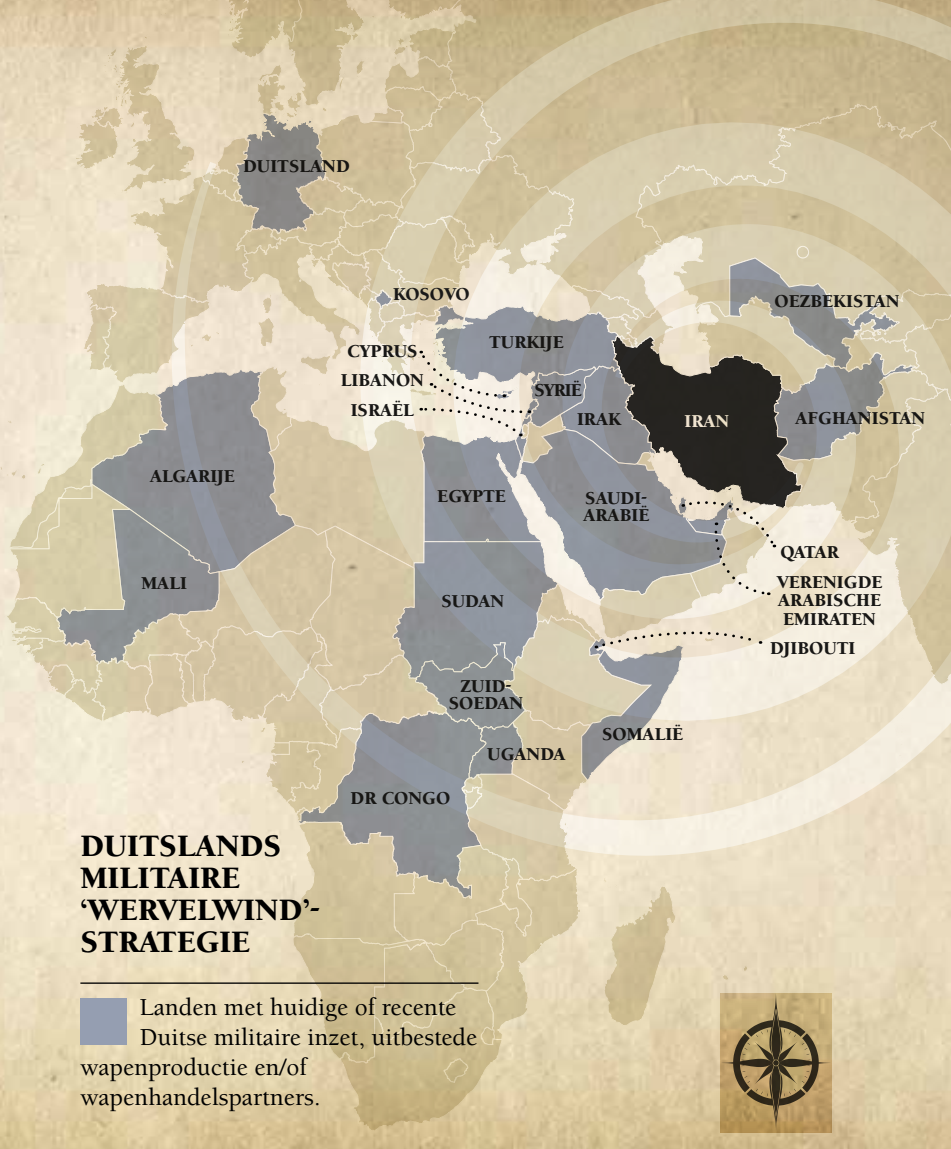 DUITSLAND
KOSOVO
OEZBEKISTAN
TURKIJE
CYPRUS
LIBANON
SYRIË
ISRAËL
IRAK
IRAN
AFGHANISTAN
ALGARIJE
EGYPTE
SAUDI-
ARABIË
QATAR
MALI
VERENIGDE
ARABISCHE
EMIRATEN
SUDAN
DJIBOUTI
ZUID-
SOEDAN
SOMALIË
UGANDA
DR CONGO
DUITSLANDS
MILITAIRE
‘WERVELWIND’-
STRATEGIE
Landen met huidige of recente
Duitse militaire inzet, uitbestede
wapenproductie en/of
wapenhandelspartners.